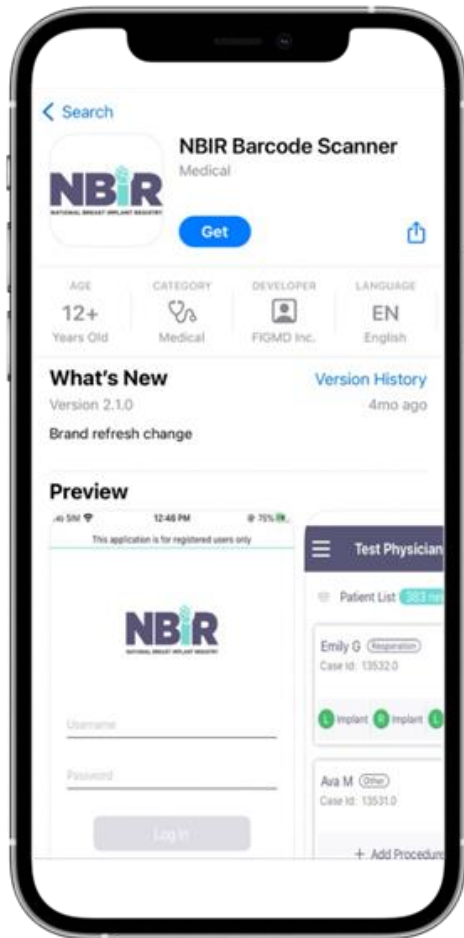 Search
NBIR Barcode Scanner
Medical
NBIR
NATIONAL BREAST IMPLANT REGISTRY
Get
AGE
12+
Years Old
CATEGORY
Medical
DEVELOPER
FIGMD Inc.
LANGUAGE
EN
English
What's New
Version History
Version 2.1.0
4mo ago
Brand refresh change
Preview
12:46 PM
75%
This application is for registered users only
NBIR
NATIONAL BREAST IMPLANT REGISTRY
Username
Password
Log In
Test Physician
Patient List
Emily G (Reoperation)
Case Id: 13532.0
L Implant R Implant L
Ava M (Other)
Case Id: 13531.0
+ Add Procedure